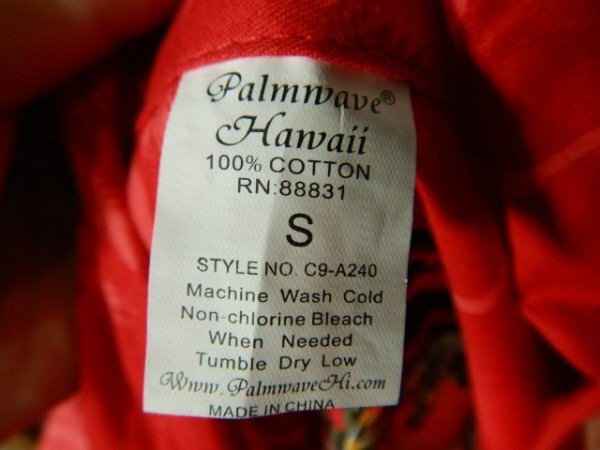 Palmwave®
Hawaii
100% COTTON
RN:88831
S
STYLE NO. C9-A240
Machine Wash Cold
Non-chlorine Bleach
When Needed
Tumble Dry Low
Www.PalmwaveHi.com
MADE IN CHINA